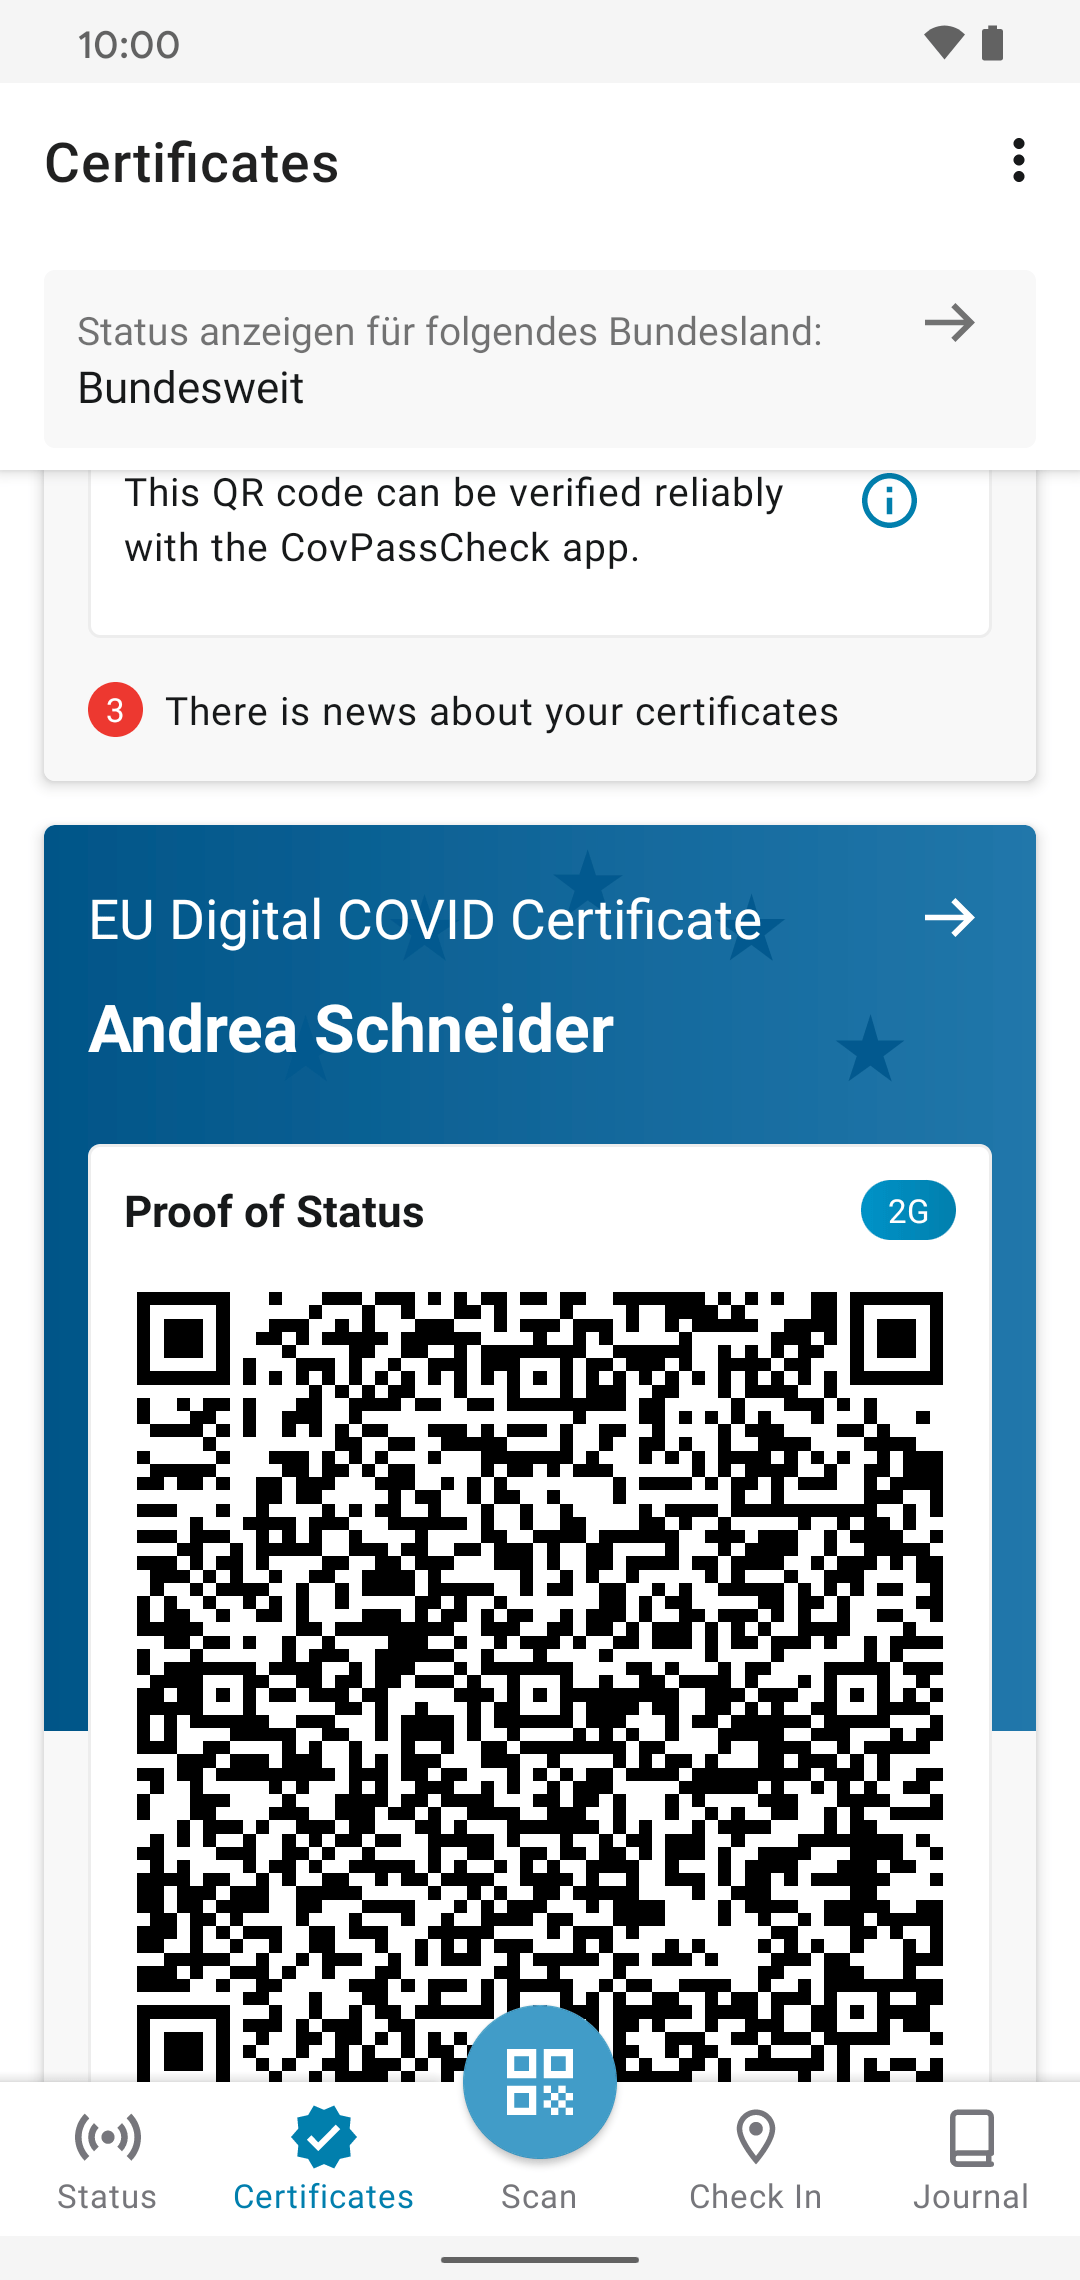 10:00
Certificates
Status anzeigen für folgendes Bundesland:
Bundesweit
This QR code can be verified reliably
with the CovPassCheck app.
3 There is news about your certificates
EU Digital COVID Certificate
Andrea Schneider
Proof of Status
2G
Status
Certificates
Scan
Check In
Journal